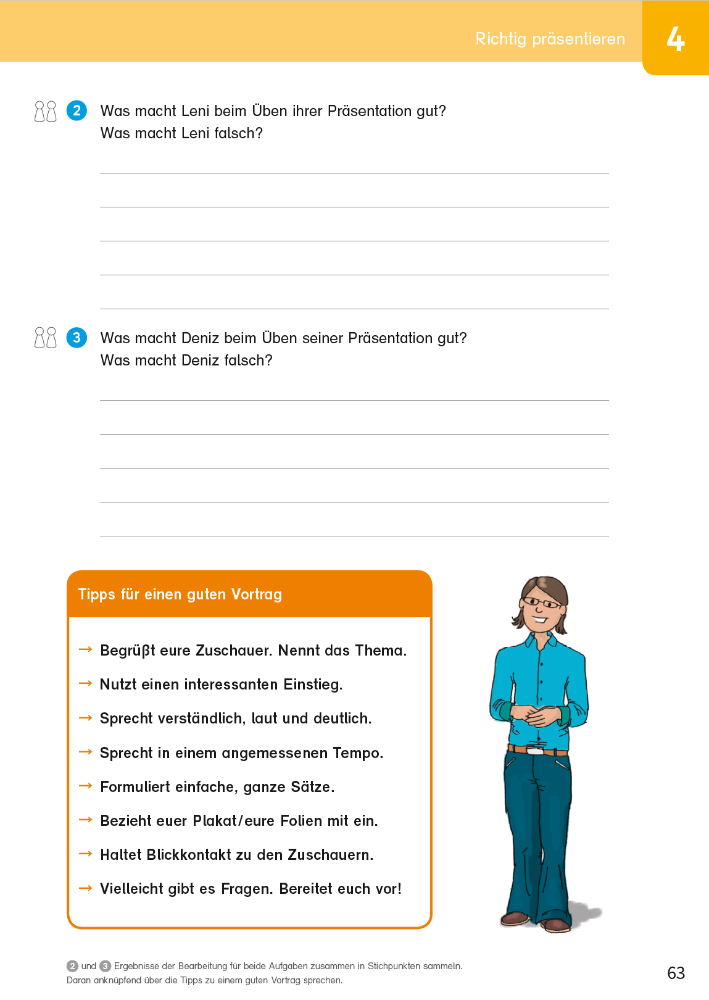 Richtig präsentieren
4
2 Was macht Leni beim Üben ihrer Präsentation gut?
Was macht Leni falsch?
3 Was macht Deniz beim Üben seiner Präsentation gut?
Was macht Deniz falsch?
Tipps für einen guten Vortrag
→ Begrüßt eure Zuschauer. Nennt das Thema.
→ Nutzt einen interessanten Einstieg.
→ Sprecht verständlich, laut und deutlich.
→ Sprecht in einem angemessenen Tempo.
→ Formuliert einfache, ganze Sätze.
→ Bezieht euer Plakat/eure Folien mit ein.
→ Haltet Blickkontakt zu den Zuschauern.
→ Vielleicht gibt es Fragen. Bereitet euch vor!
2 und 3 Ergebnisse der Bearbeitung für beide Aufgaben zusammen in Stichpunkten sammeln.
Daran anknüpfend über die Tipps zu einem guten Vortrag sprechen.
63